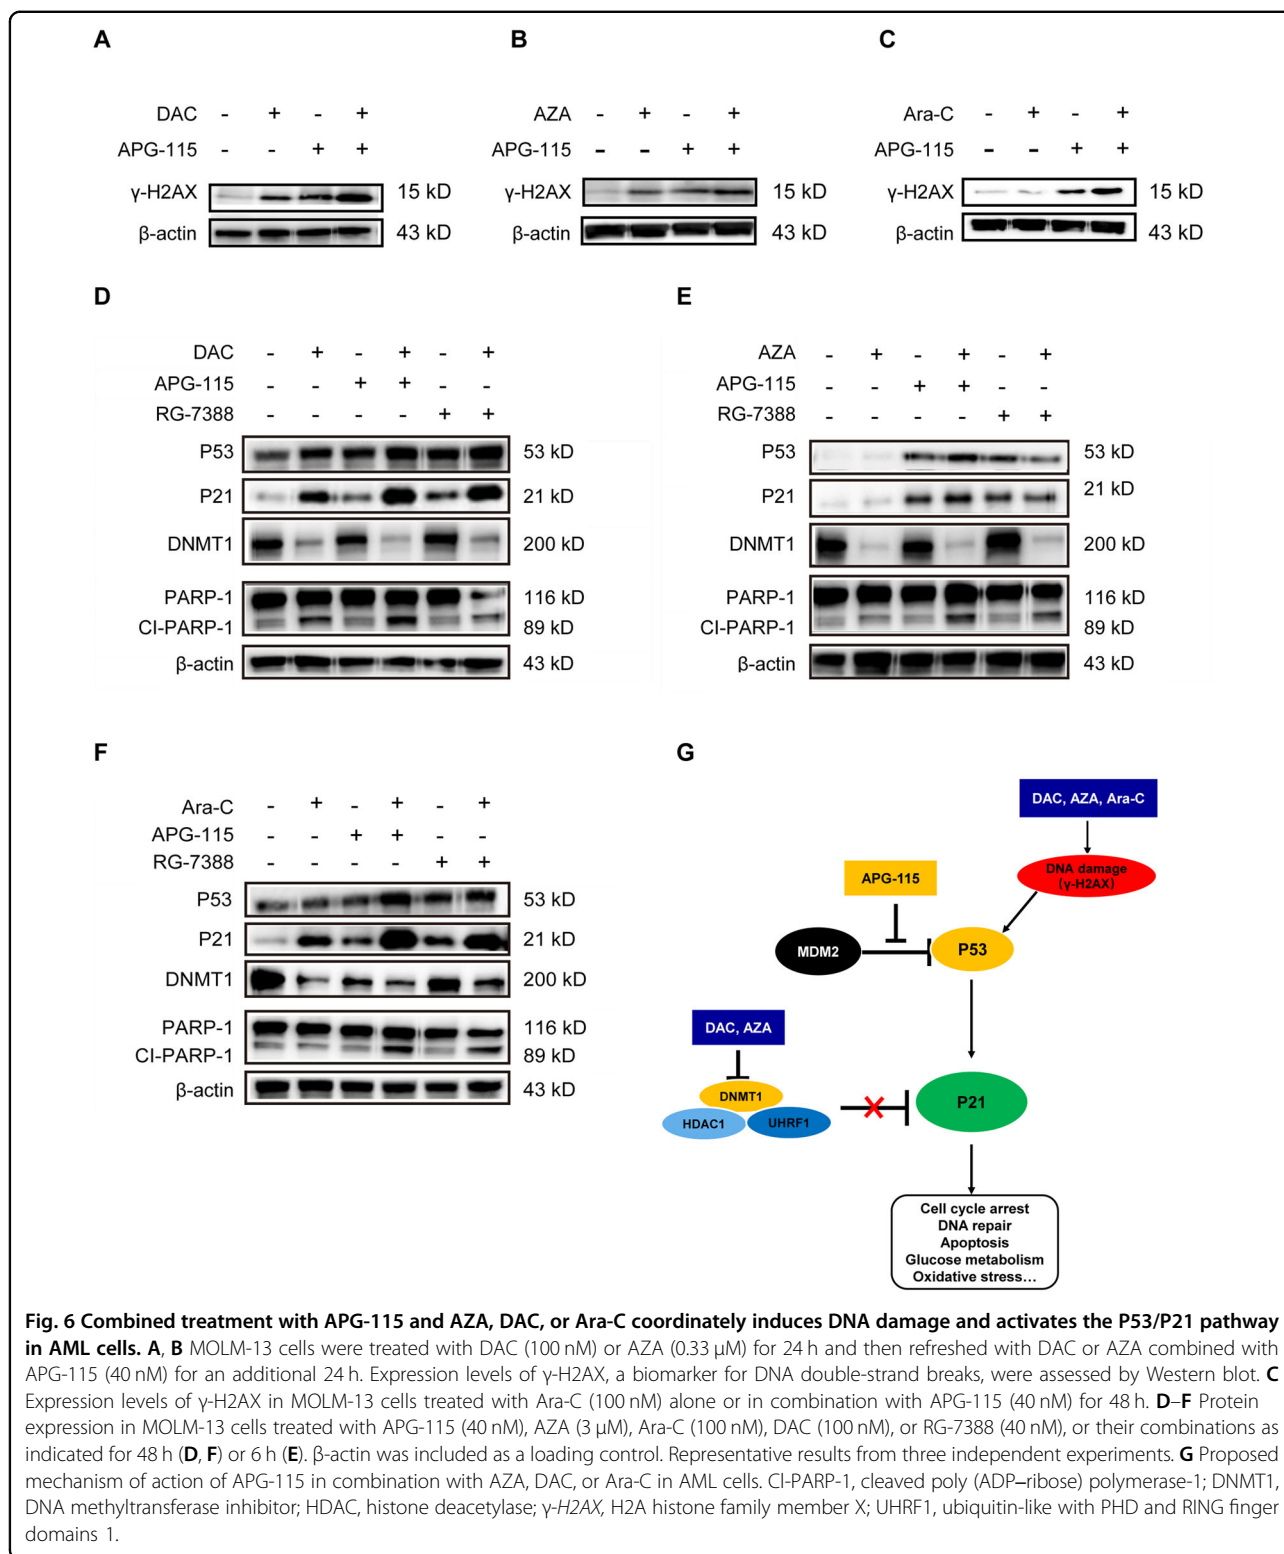 A
DAC - + - +
APG-115 - - + +
γ-H2AX 15 kD
β-actin 43 kD
B
AZA - + - +
APG-115 - - + +
γ-H2AX 15 kD
β-actin 43 kD
C
Ara-C - + - +
APG-115 - - + +
γ-H2AX 15 kD
β-actin 43 kD
D
DAC - + - + - +
APG-115 - - + + - -
RG-7388 - - - - + +
P53 53 kD
P21 21 kD
DNMT1 200 kD
PARP-1 116 kD
CI-PARP-1 89 kD
β-actin 43 kD
E
AZA - + - + - +
APG-115 - - + + - -
RG-7388 - - - - + +
P53 53 kD
P21 21 kD
DNMT1 200 kD
PARP-1 116 kD
CI-PARP-1 89 kD
β-actin 43 kD
F
Ara-C - + - + - +
APG-115 - - + + - -
RG-7388 - - - - + +
P53 53 kD
P21 21 kD
DNMT1 200 kD
PARP-1 116 kD
CI-PARP-1 89 kD
β-actin 43 kD
G
DAC, AZA, Ara-C
DNA damage
(γ-H2AX)
APG-115
MDM2
P53
DAC, AZA
DNMT1
HDAC1
UHRF1
P21
Cell cycle arrest
DNA repair
Apoptosis
Glucose metabolism
Oxidative stress...
Fig. 6 Combined treatment with APG-115 and AZA, DAC, or Ara-C coordinately induces DNA damage and activates the P53/P21 pathway
in AML cells. A, B MOLM-13 cells were treated with DAC (100 nM) or AZA (0.33 μM) for 24 h and then refreshed with DAC or AZA combined with
APG-115 (40 nM) for an additional 24 h. Expression levels of γ-H2AX, a biomarker for DNA double-strand breaks, were assessed by Western blot. C
Expression levels of γ-H2AX in MOLM-13 cells treated with Ara-C (100 nM) alone or in combination with APG-115 (40 nM) for 48 h. D–F Protein
expression in MOLM-13 cells treated with APG-115 (40 nM), AZA (3 μM), Ara-C (100 nM), DAC (100 nM), or RG-7388 (40 nM), or their combinations as
indicated for 48 h (D, F) or 6 h (E). β-actin was included as a loading control. Representative results from three independent experiments. G Proposed
mechanism of action of APG-115 in combination with AZA, DAC, or Ara-C in AML cells. CI-PARP-1, cleaved poly (ADP–ribose) polymerase-1; DNMT1,
DNA methyltransferase inhibitor; HDAC, histone deacetylase; γ-H2AX, H2A histone family member X; UHRF1, ubiquitin-like with PHD and RING finger
domains 1.